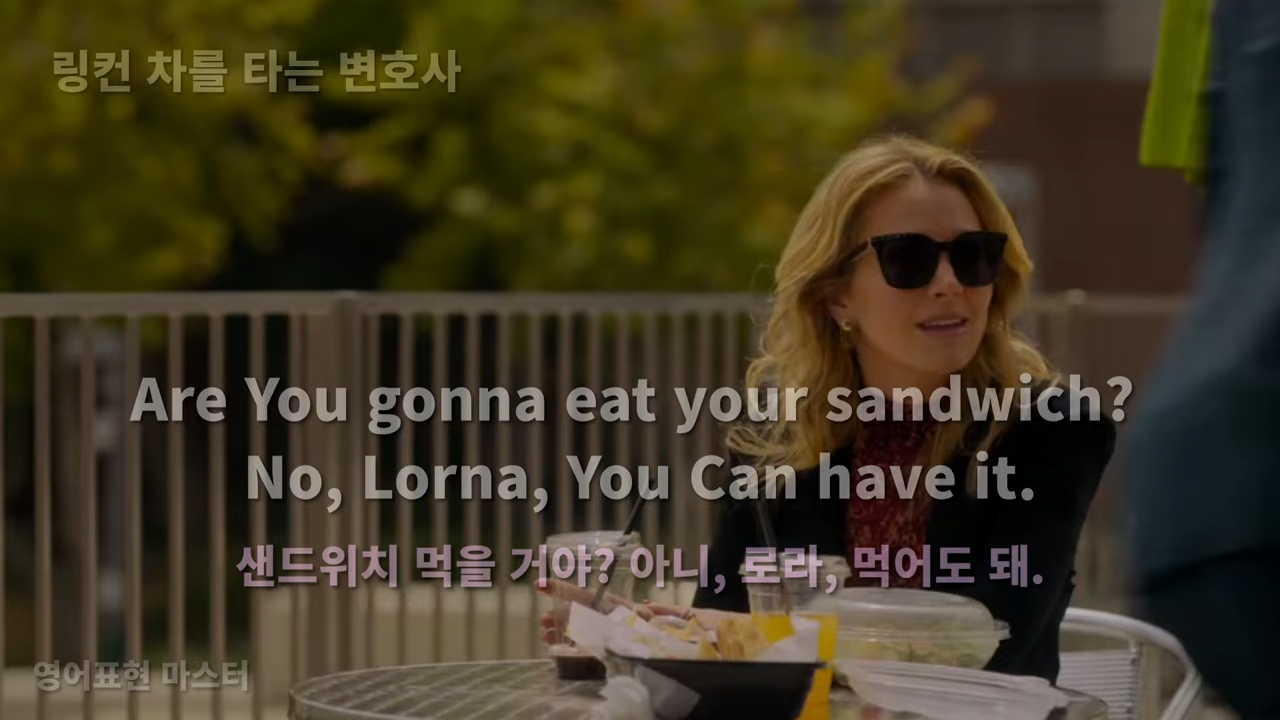 링컨 차를 타는 변호사
Are You gonna eat your sandwich?
No, Lorna, You Can have it.
샌드위치 먹을 거야? 아니, 로라, 먹어도 돼.
영어표현 마스터